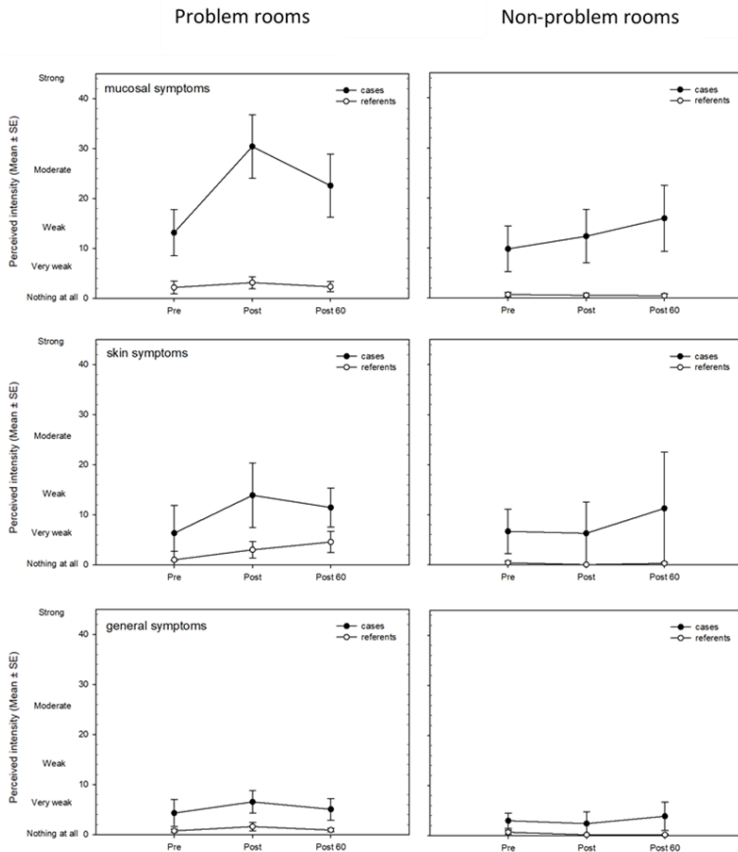 Problem rooms
Non-problem rooms
Perceived intensity (Mean ± SE)
Strong
Moderate
Weak
Very weak
Nothing at all
40
30
20
10
0
mucosal symptoms
cases
referents
Pre
Post
Post 60
cases
referents
Pre
Post
Post 60
Perceived intensity (Mean ± SE)
Strong
Moderate
Weak
Very weak
Nothing at all
40
30
20
10
0
skin symptoms
cases
referents
Pre
Post
Post 60
cases
referents
Pre
Post
Post 60
Perceived intensity (Mean ± SE)
Strong
Moderate
Weak
Very weak
Nothing at all
40
30
20
10
0
general symptoms
cases
referents
Pre
Post
Post 60
cases
referents
Pre
Post
Post 60